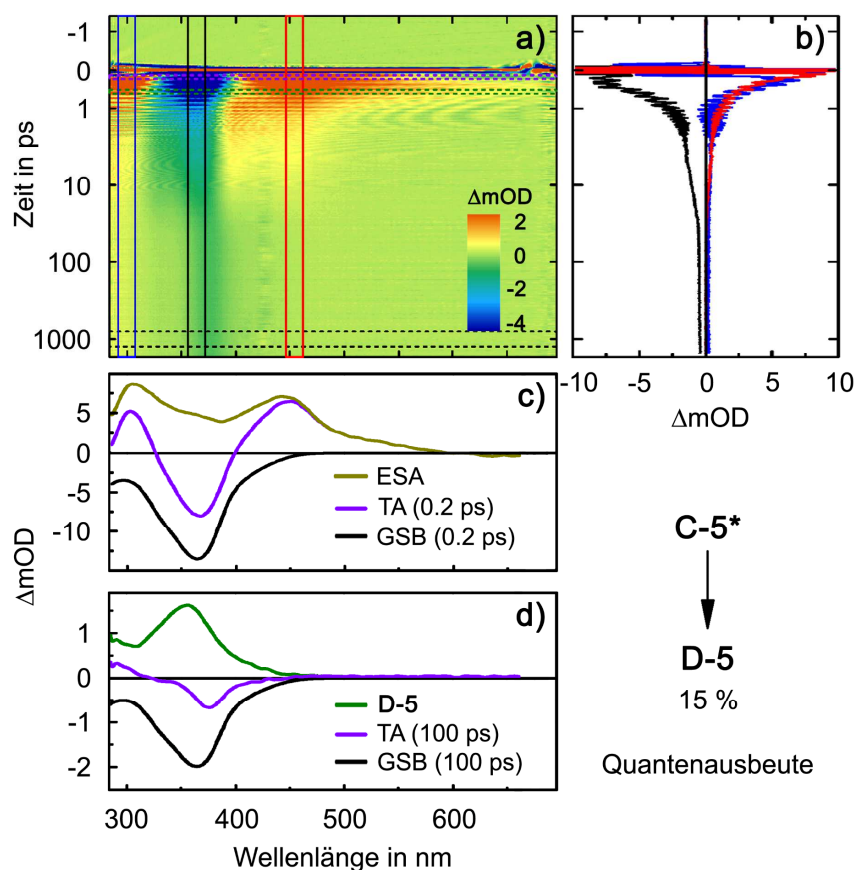 a)
b)
-1
0
1
10
100
1000
Zeit in ps
ΔmOD
2
0
-2
-4
-10 -5 0 5 10
ΔmOD
c)
5
0
-5
-10
ESA
TA (0.2 ps)
GSB (0.2 ps)
ΔmOD
d)
1
0
-1
-2
D-5
TA (100 ps)
GSB (100 ps)
300 400 500 600
Wellenlänge in nm
C-5*
D-5
15 %
Quantenausbeute